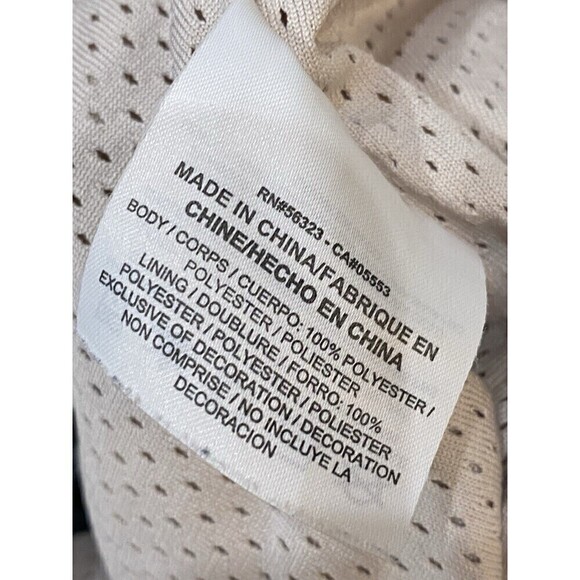 RN#56323 - CA#05553
MADE IN CHINA/FABRIQUE EN
CHINE/HECHO EN CHINA
BODY / CORPS / CUERPO: 100% POLYESTER /
POLYESTER / POLIESTER
LINING / DOUBLURE / FORRO: 100%
POLYESTER / POLYESTER / POLIESTER
EXCLUSIVE OF DECORATION / DECORATION
NON COMPRISE / NO INCLUYE LA
DECORACION